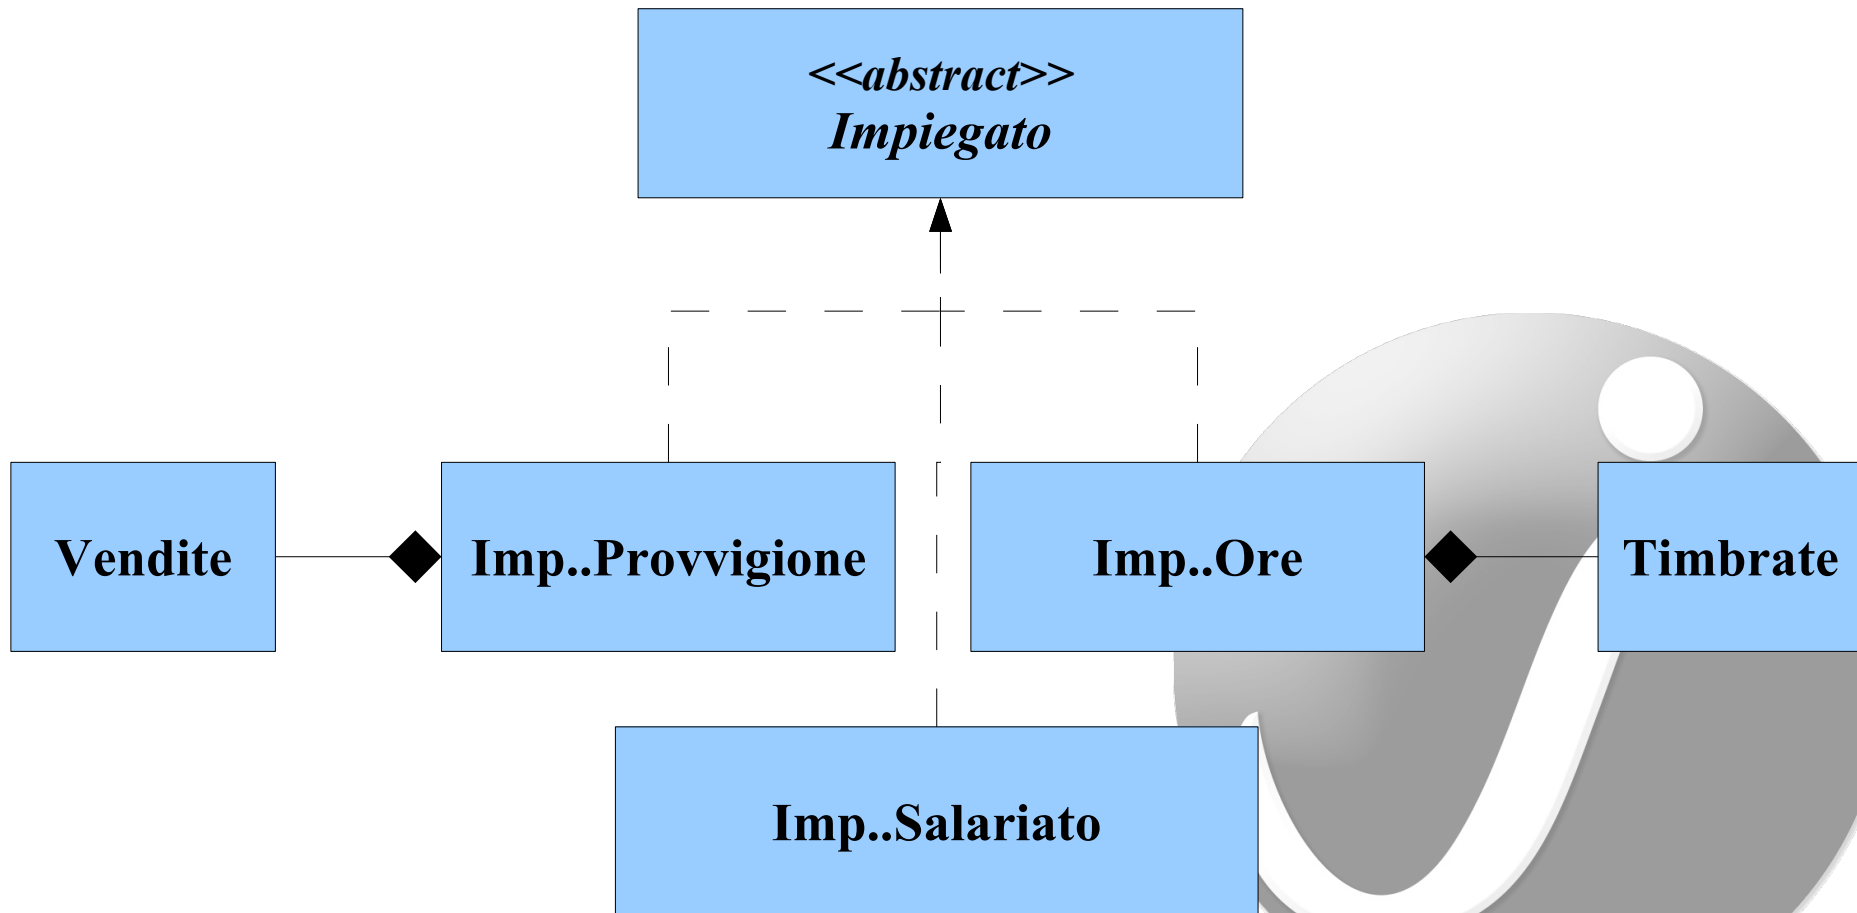 <<abstract>>
Impiegato
Vendite
Imp..Provvigione
Imp..Ore
Timbrate
Imp..Salariato